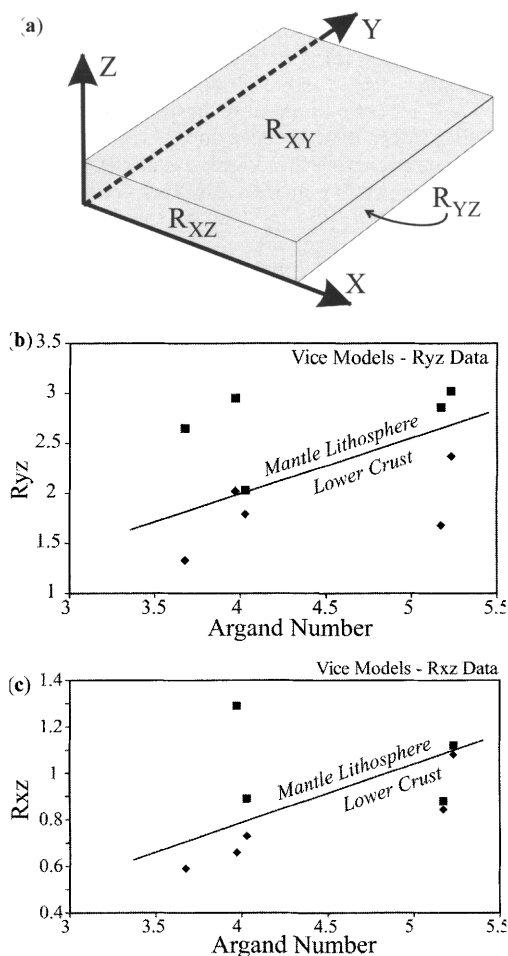 (a)
Y
Z
R_XY
R_YZ
R_XZ
X
(b)
3.5
Vice Models - Ryz Data
3
2.5
Mantle Lithosphere
Ryz
2
Lower Crust
1.5
1
3 3.5 4 4.5 5 5.5
Argand Number
Vice Models - Rxz Data
(c)
1.4
1.2
Mantle Lithosphere
1
Lower Crust
Rxz
0.8
0.6
0.4
3 3.5 4 4.5 5 5.5
Argand Number